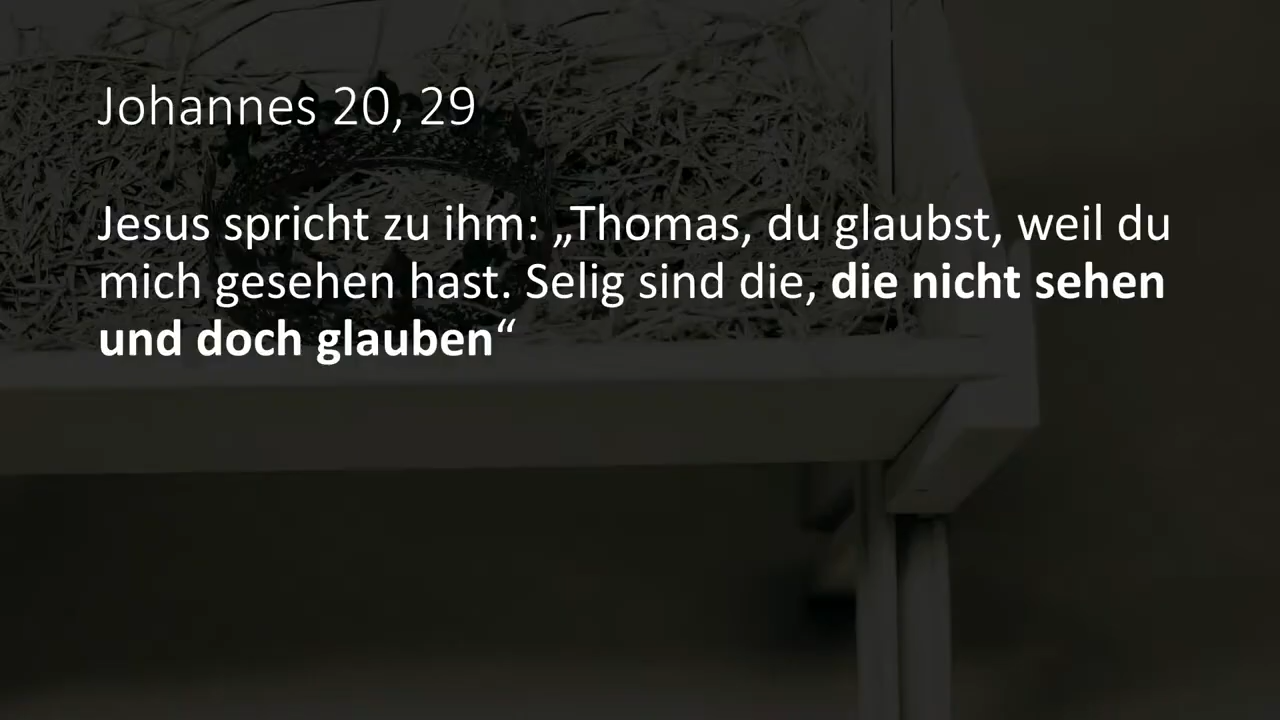 Johannes 20, 29
Jesus spricht zu ihm: „Thomas, du glaubst, weil du
mich gesehen hast. Selig sind die, die nicht sehen
und doch glauben“